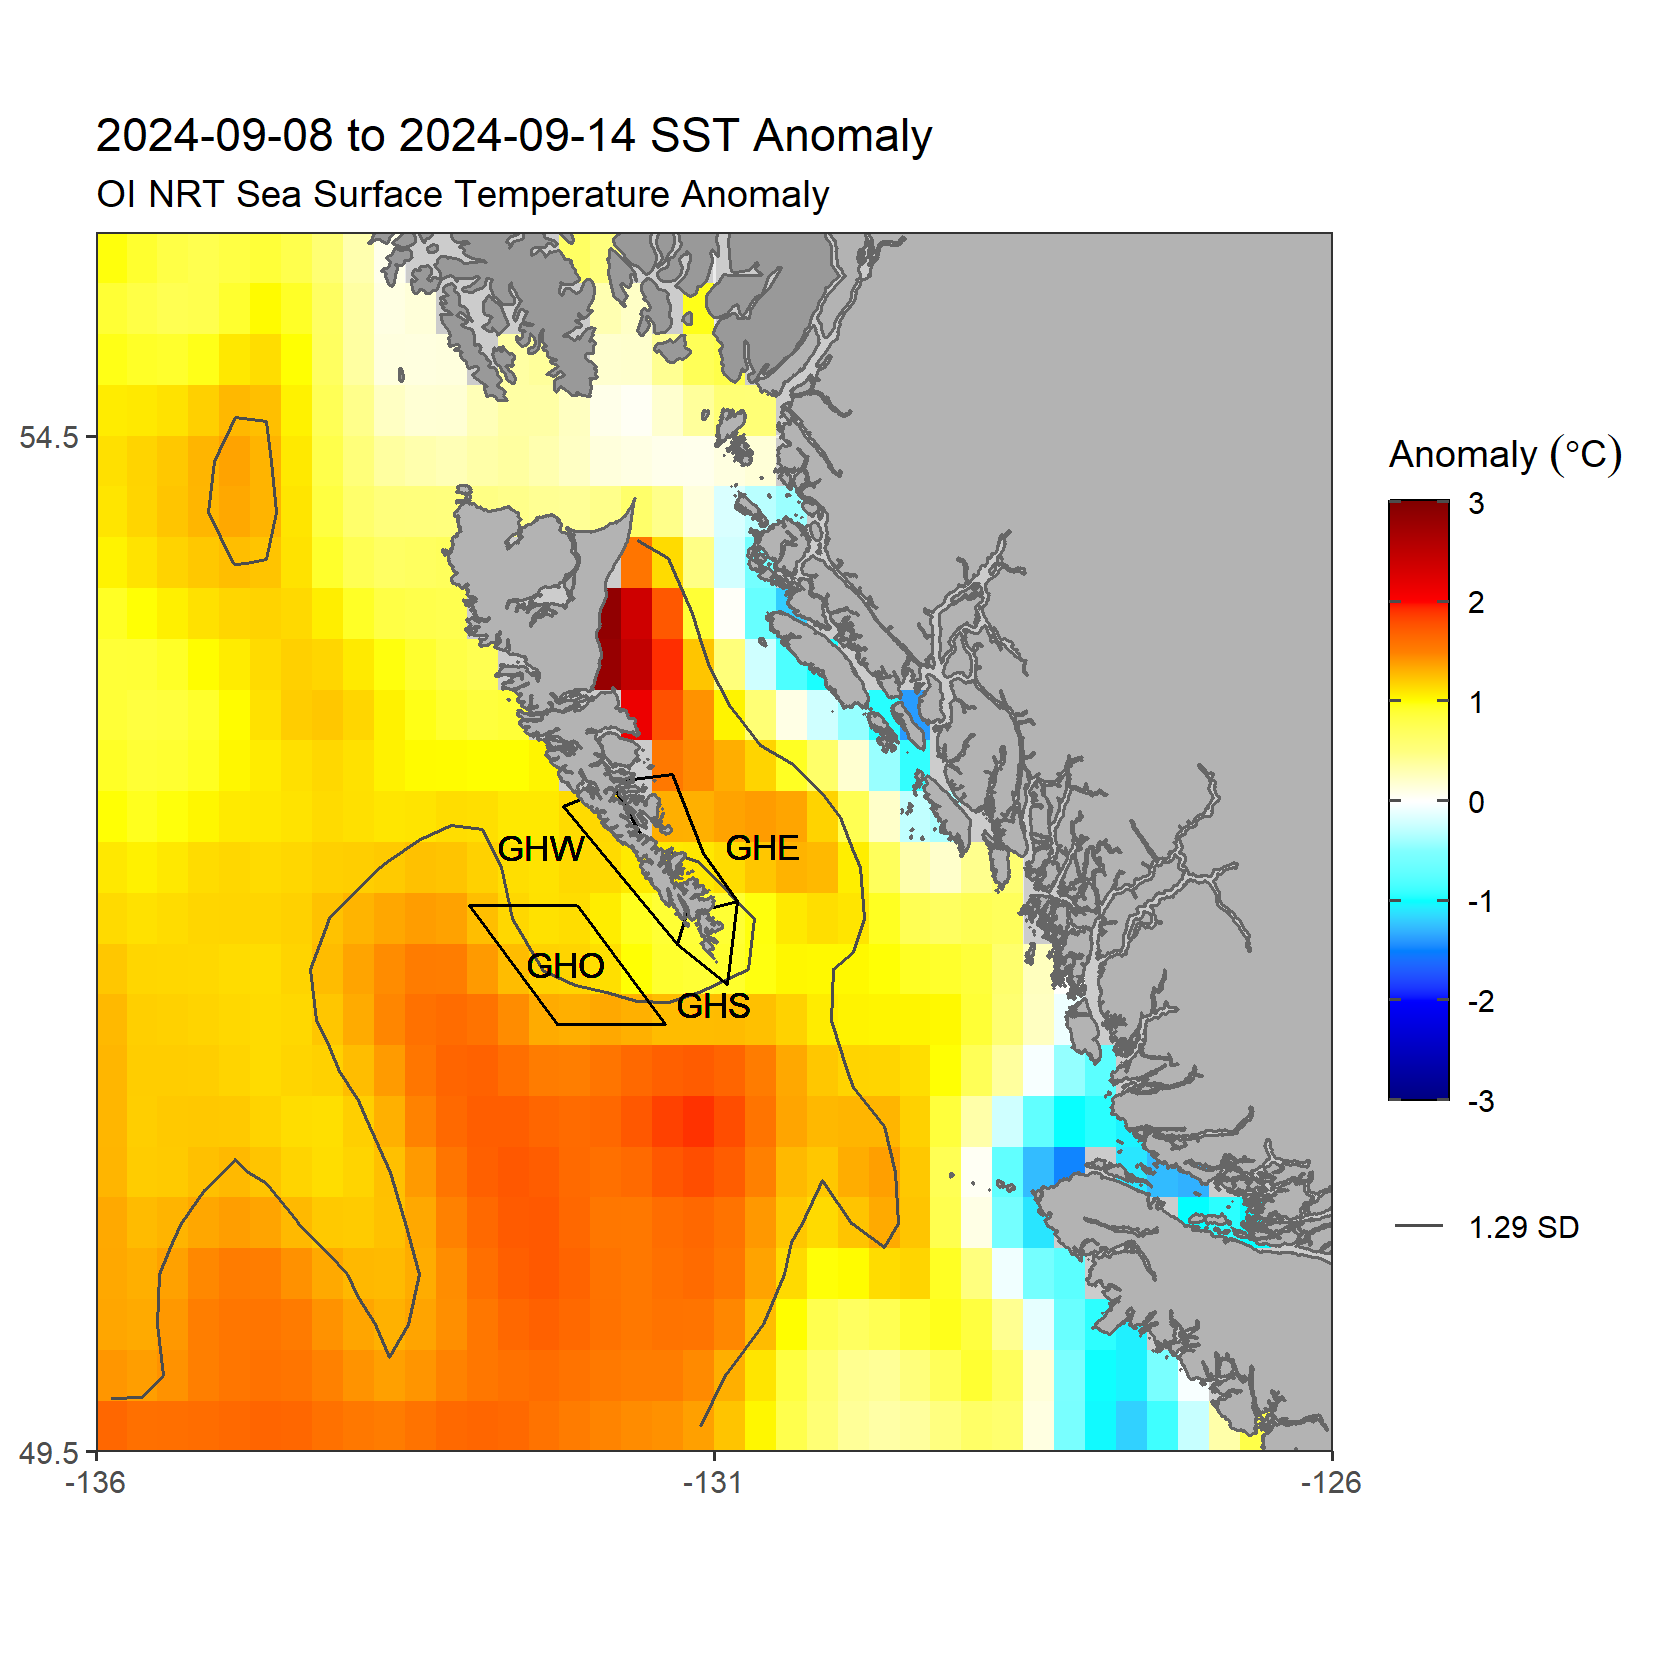 2024-09-08 to 2024-09-14 SST Anomaly
OI NRT Sea Surface Temperature Anomaly
54.5
49.5
-136
-131
-126
GHW
GHE
GHO
GHS
Anomaly (°C)
3
2
1
0
-1
-2
-3
1.29 SD